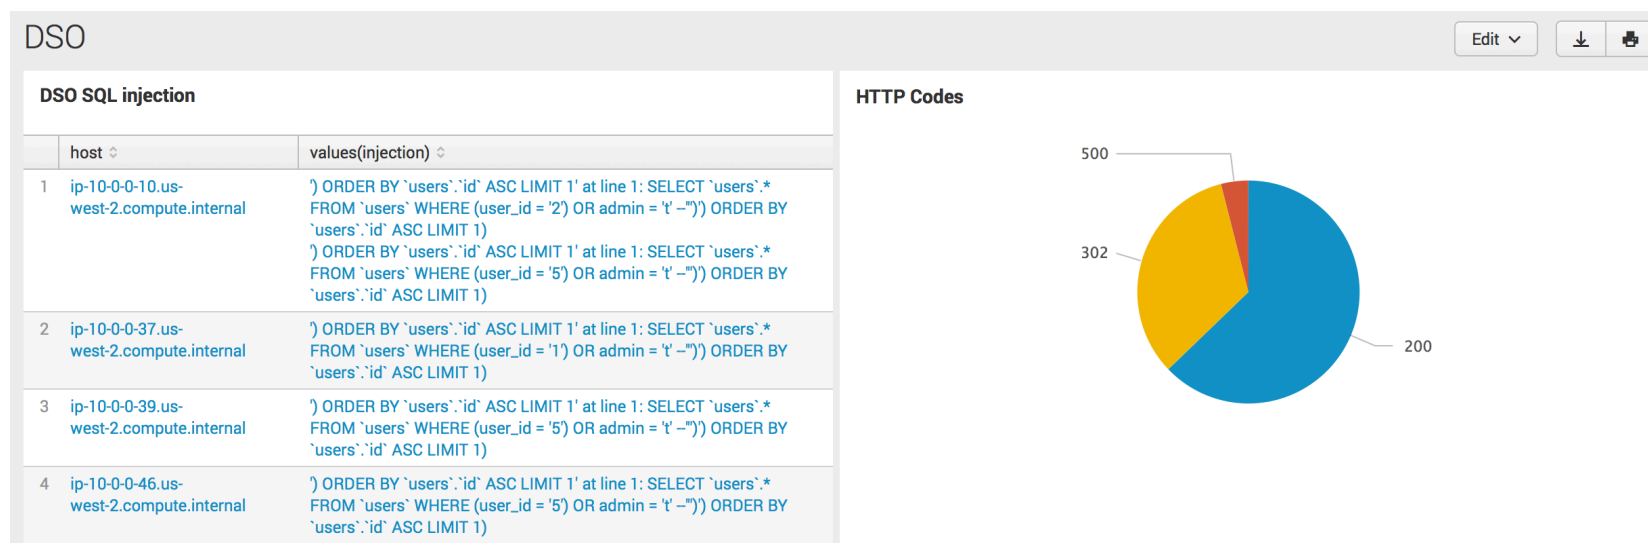 DSO
Edit
DSO SQL injection
host
values(injection)
1
ip-10-0-0-10.us-
west-2.compute.internal
') ORDER BY `users`.`id` ASC LIMIT 1' at line 1: SELECT `users`.*
FROM `users` WHERE (user_id = '2') OR admin = 't' --'")') ORDER BY
`users`.`id` ASC LIMIT 1)
') ORDER BY `users`.`id` ASC LIMIT 1' at line 1: SELECT `users`.*
FROM `users` WHERE (user_id = '5') OR admin = 't' --'")') ORDER BY
`users`.`id` ASC LIMIT 1)
2
ip-10-0-0-37.us-
west-2.compute.internal
') ORDER BY `users`.`id` ASC LIMIT 1' at line 1: SELECT `users`.*
FROM `users` WHERE (user_id = '1') OR admin = 't' --'")') ORDER BY
`users`.`id` ASC LIMIT 1)
3
ip-10-0-0-39.us-
west-2.compute.internal
') ORDER BY `users`.`id` ASC LIMIT 1' at line 1: SELECT `users`.*
FROM `users` WHERE (user_id = '5') OR admin = 't' --'")') ORDER BY
`users`.`id` ASC LIMIT 1)
4
ip-10-0-0-46.us-
west-2.compute.internal
') ORDER BY `users`.`id` ASC LIMIT 1' at line 1: SELECT `users`.*
FROM `users` WHERE (user_id = '5') OR admin = 't' --'")') ORDER BY
`users`.`id` ASC LIMIT 1)
HTTP Codes
500
302
200